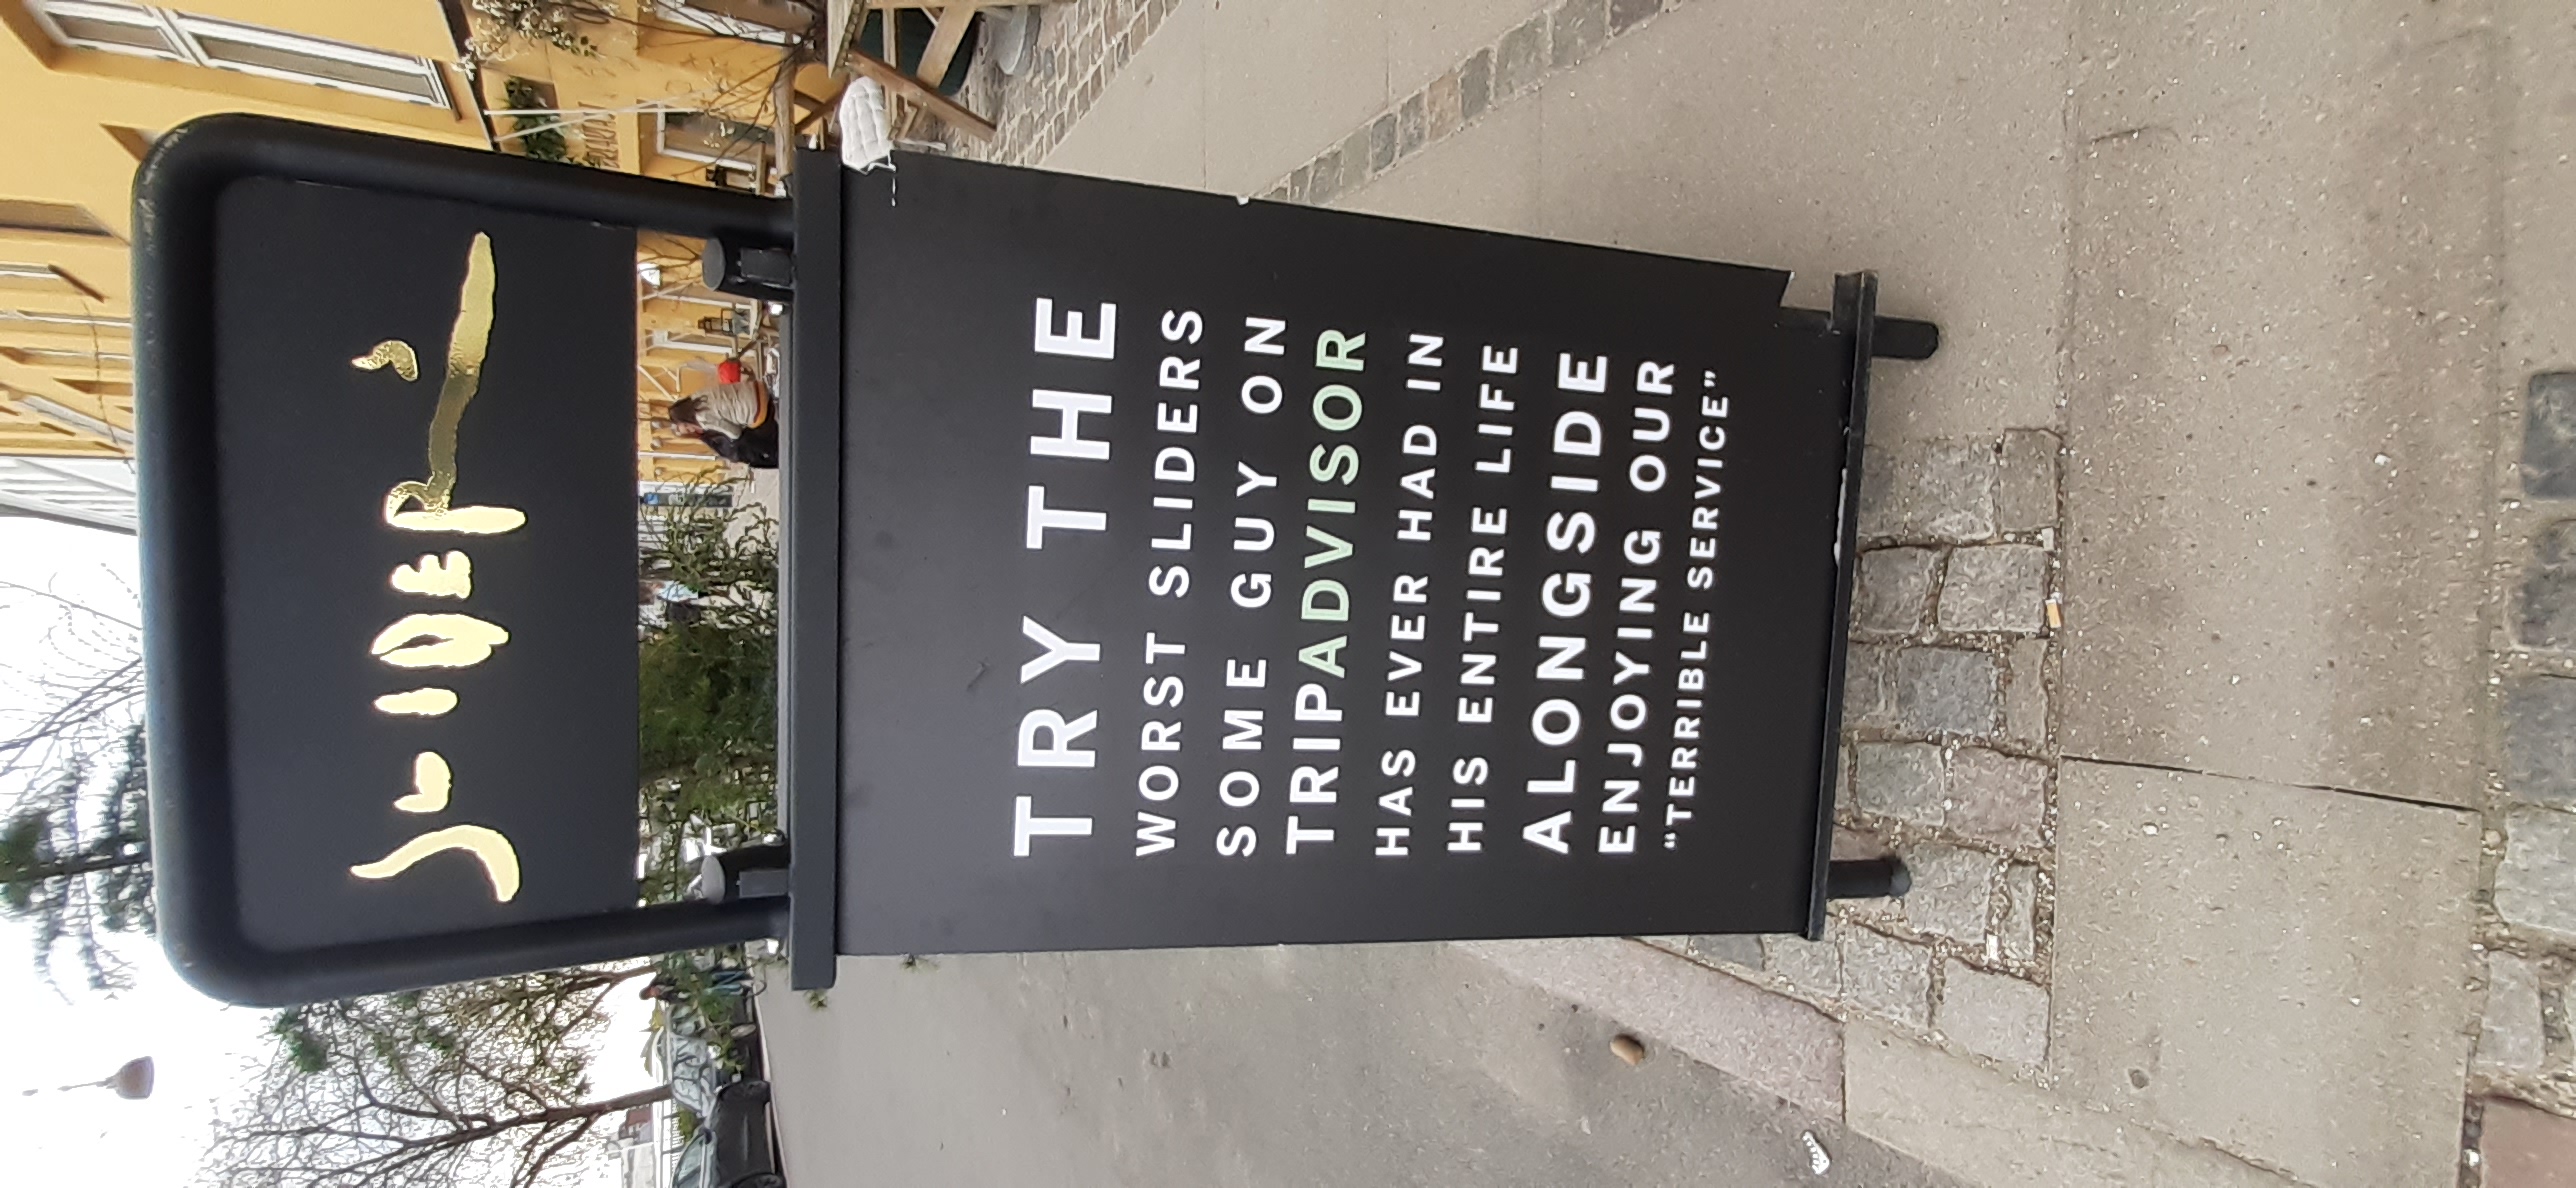 SLIDER's
TRY THE
WORST SLIDERS
SOME GUY ON
TRIPADVISOR
HAS EVER HAD IN
HIS ENTIRE LIFE
ALONGSIDE
ENJOYING OUR
“TERRIBLE SERVICE”